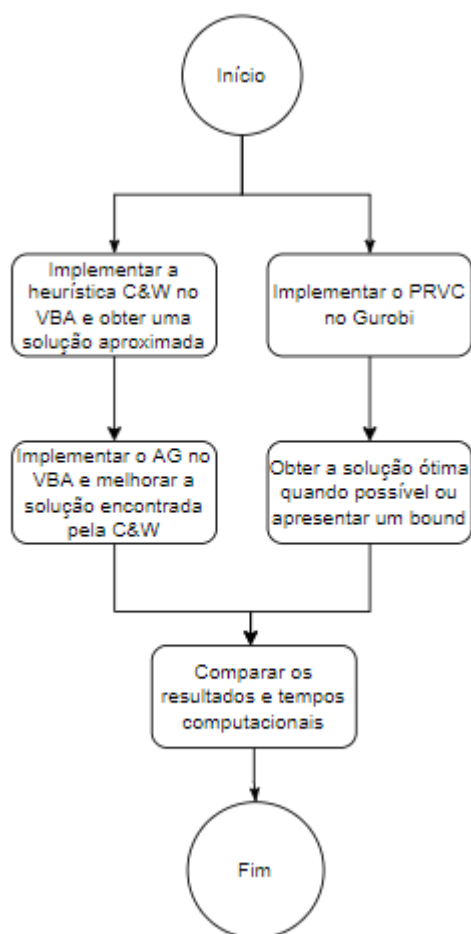 Início
Implementar a
heurística C&W no
VBA e obter uma
solução aproximada
Implementar o PRVC
no Gurobi
Implementar o AG no
VBA e melhorar a
solução encontrada
pela C&W
Obter a solução ótima
quando possível ou
apresentar um bound
Comparar os
resultados e tempos
computacionais
Fim